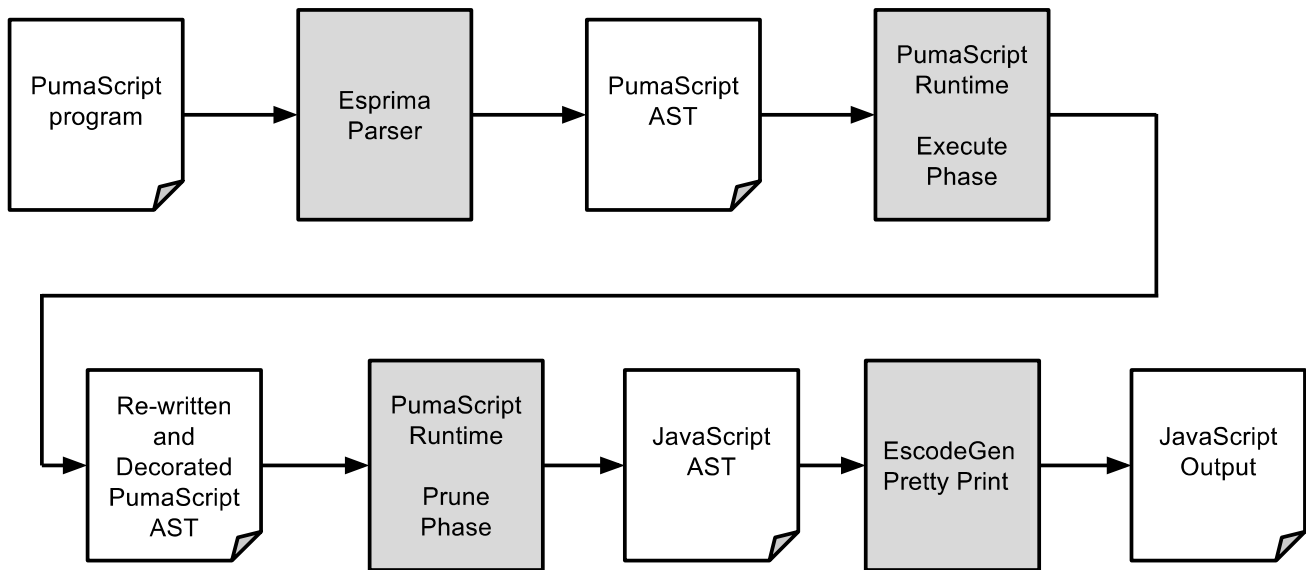 PumaScript
program
Esprima
Parser
PumaScript
AST
PumaScript
Runtime
Execute
Phase
Re-written
and
Decorated
PumaScript
AST
PumaScript
Runtime
Prune
Phase
JavaScript
AST
EscodeGen
Pretty Print
JavaScript
Output